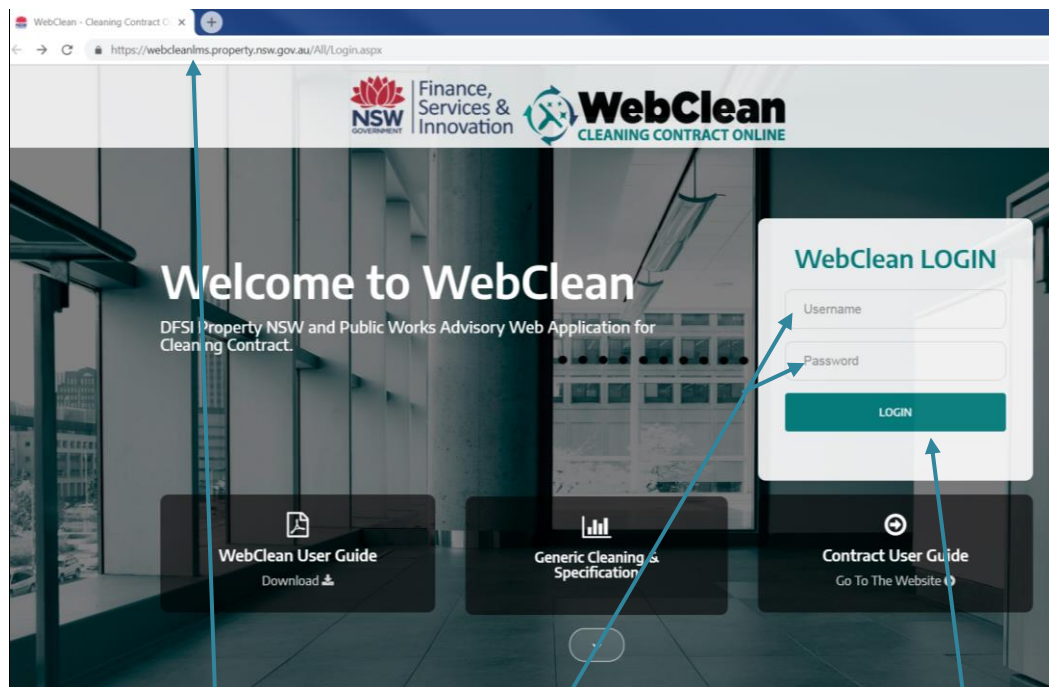 WebClean - Cleaning Contract O
https://webcleanlms.property.nsw.gov.au/All/Login.aspx
NSW
GOVERNMENT
Finance,
Services &
Innovation
WebClean
CLEANING CONTRACT ONLINE
Welcome to WebClean
DFSI Property NSW and Public Works Advisory Web Application for
Cleaning Contract.
WebClean LOGIN
Username
Password
LOGIN
WebClean User Guide
Download
Generic Cleaning &
Specification
Contract User Guide
Go To The Website